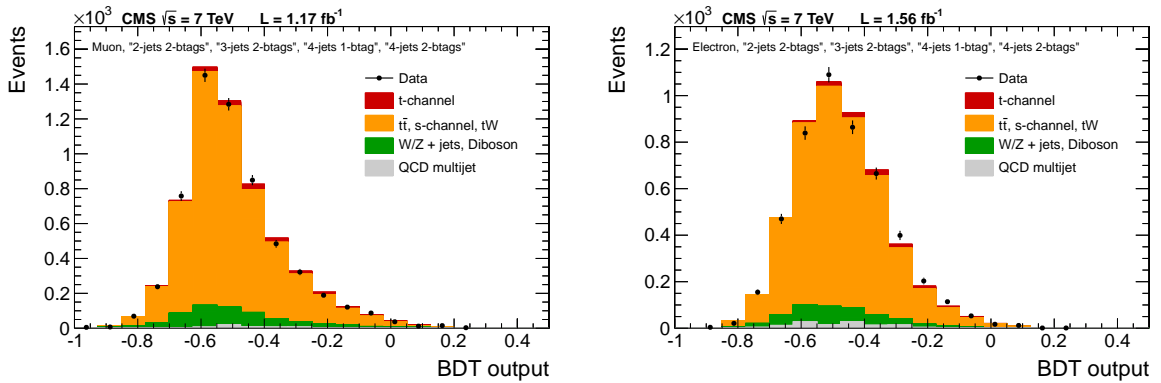 ×10³ CMS √s = 7 TeV L = 1.17 fb⁻¹
Muon, "2-jets 2-btags", "3-jets 2-btags", "4-jets 1-btag", "4-jets 2-btags"
Events
1.6
1.4
1.2
1
0.8
0.6
0.4
0.2
0
Data
t-channel
tt̄, s-channel, tW
W/Z + jets, Diboson
QCD multijet
-1 -0.8 -0.6 -0.4 -0.2 0 0.2 0.4
BDT output
×10³ CMS √s = 7 TeV L = 1.56 fb⁻¹
Electron, "2-jets 2-btags", "3-jets 2-btags", "4-jets 1-btag", "4-jets 2-btags"
Events
1.2
1
0.8
0.6
0.4
0.2
0
Data
t-channel
tt̄, s-channel, tW
W/Z + jets, Diboson
QCD multijet
-1 -0.8 -0.6 -0.4 -0.2 0 0.2 0.4
BDT output